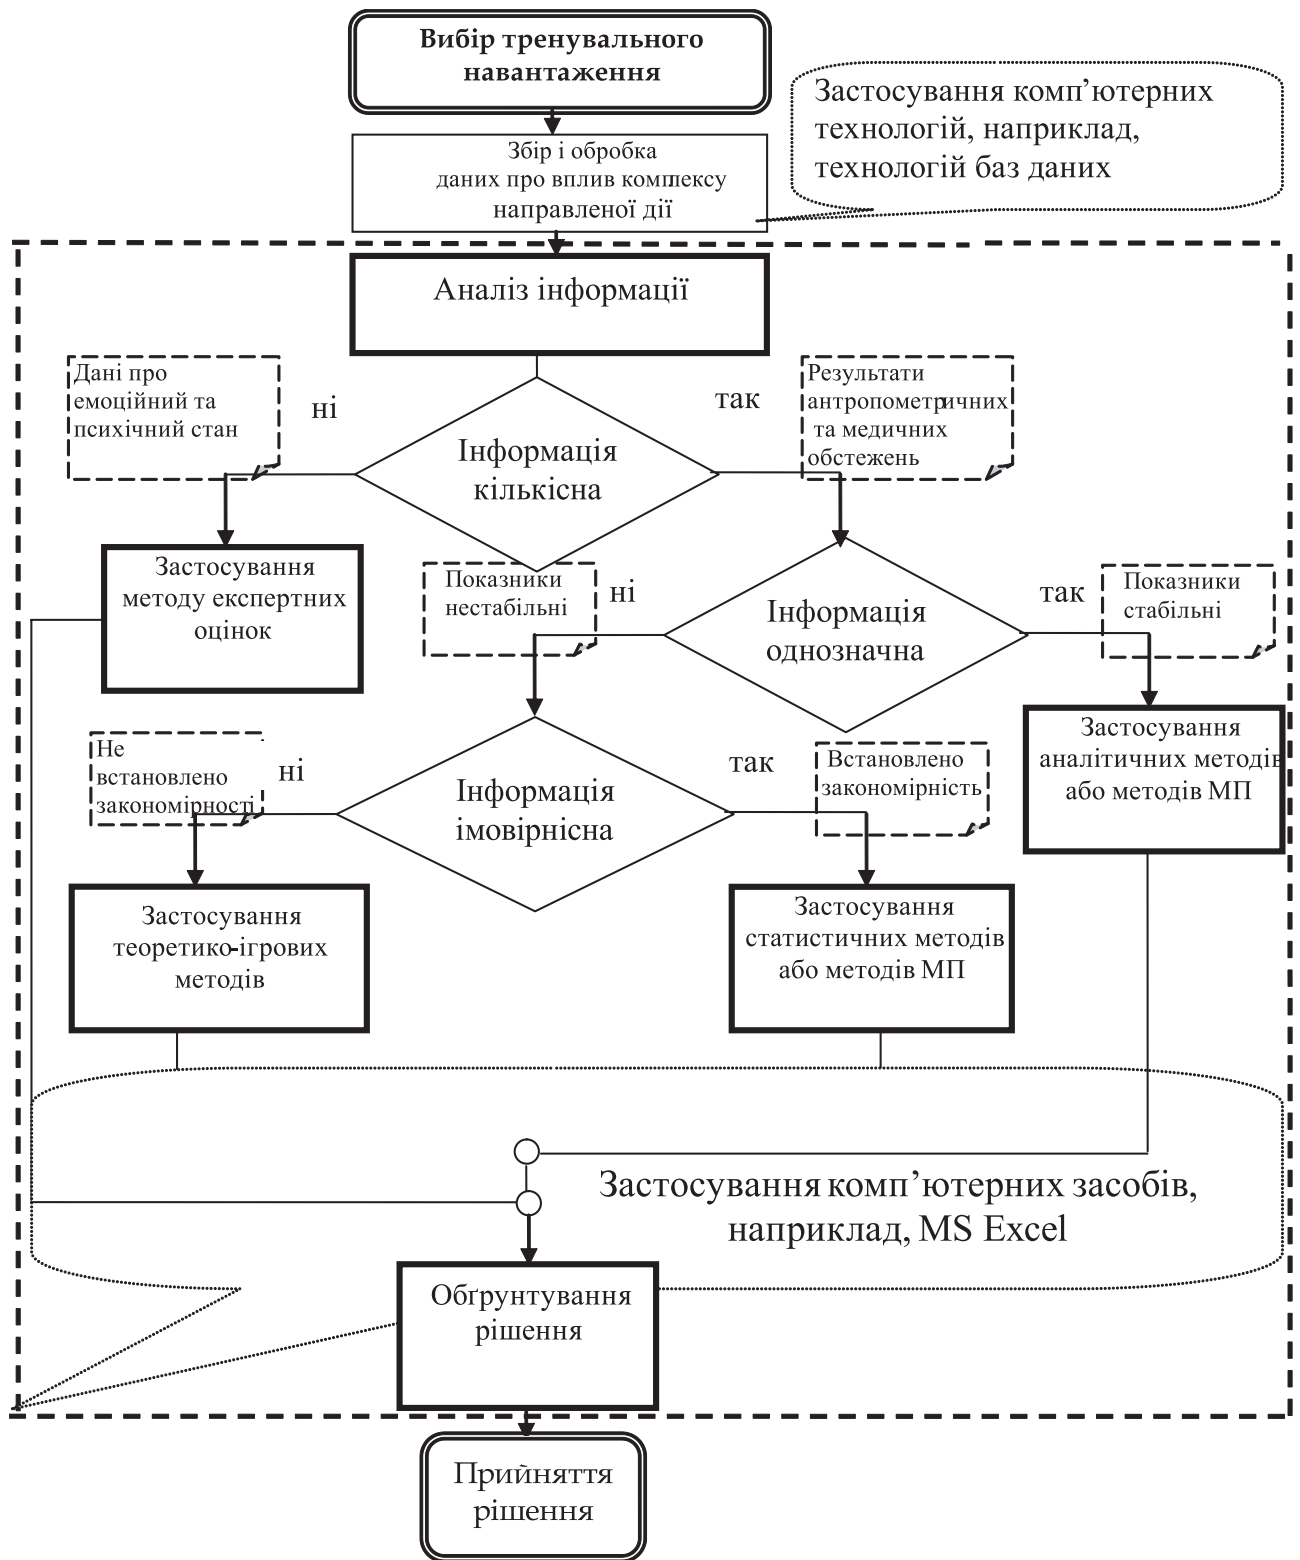 Вибір тренувального
навантаження
Застосування комп’ютерних
технологій, наприклад,
технологій баз даних
Збір і обробка
даних про вплив комплексу
направленої дії
Аналіз інформації
Дані про
емоційний та
психічний стан
ні
так
Результати
антропометричних
та медичних
обстежень
Інформація
кількісна
Застосування
методу експертних
оцінок
Показники
нестабільні
ні
Інформація
однозначна
так
Показники
стабільні
Не
встановлено
закономірності
ні
Інформація
імовірнісна
так
Встановлено
закономірність
Застосування
аналітичних методів
або методів МП
Застосування
теоретико-ігрових
методів
Застосування
статистичних методів
або методів МП
Застосування комп’ютерних засобів,
наприклад, MS Excel
Обґрунтування
рішення
Прийняття
рішення